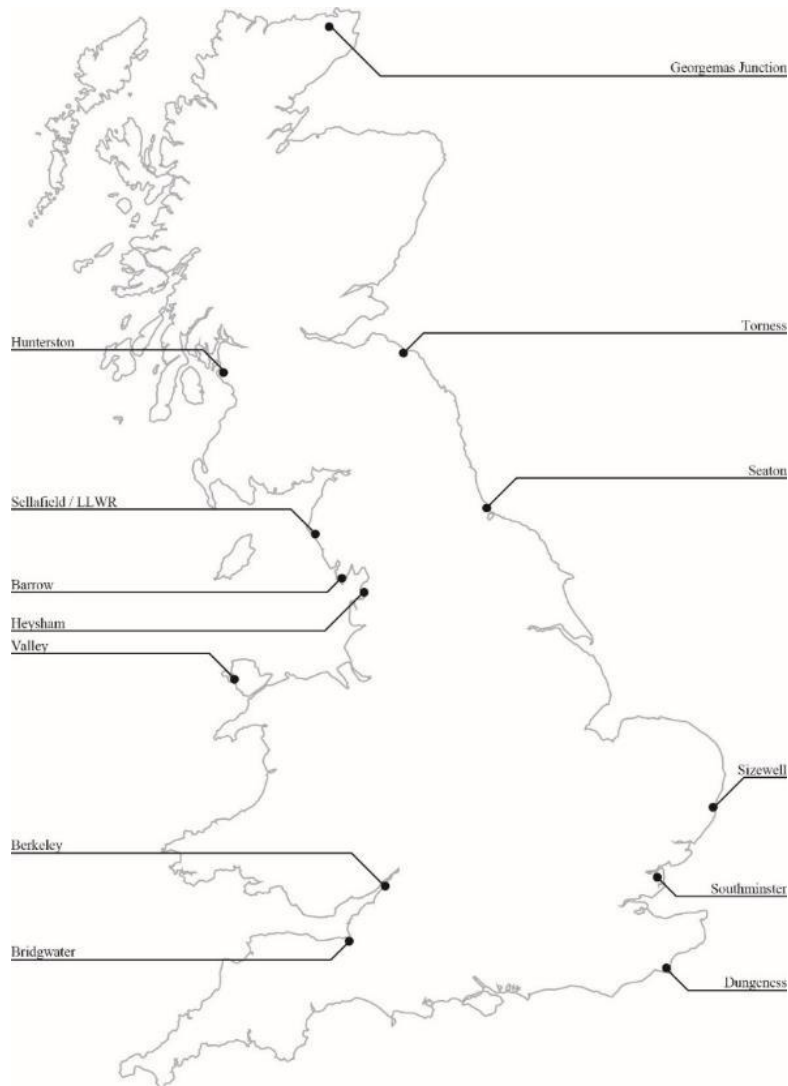 Georgemas Junction
Torness
Hunterston
Seaton
Sellafield / LLWR
Barrow
Heysham
Valley
Sizewell
Berkeley
Southminster
Bridgwater
Dungeness